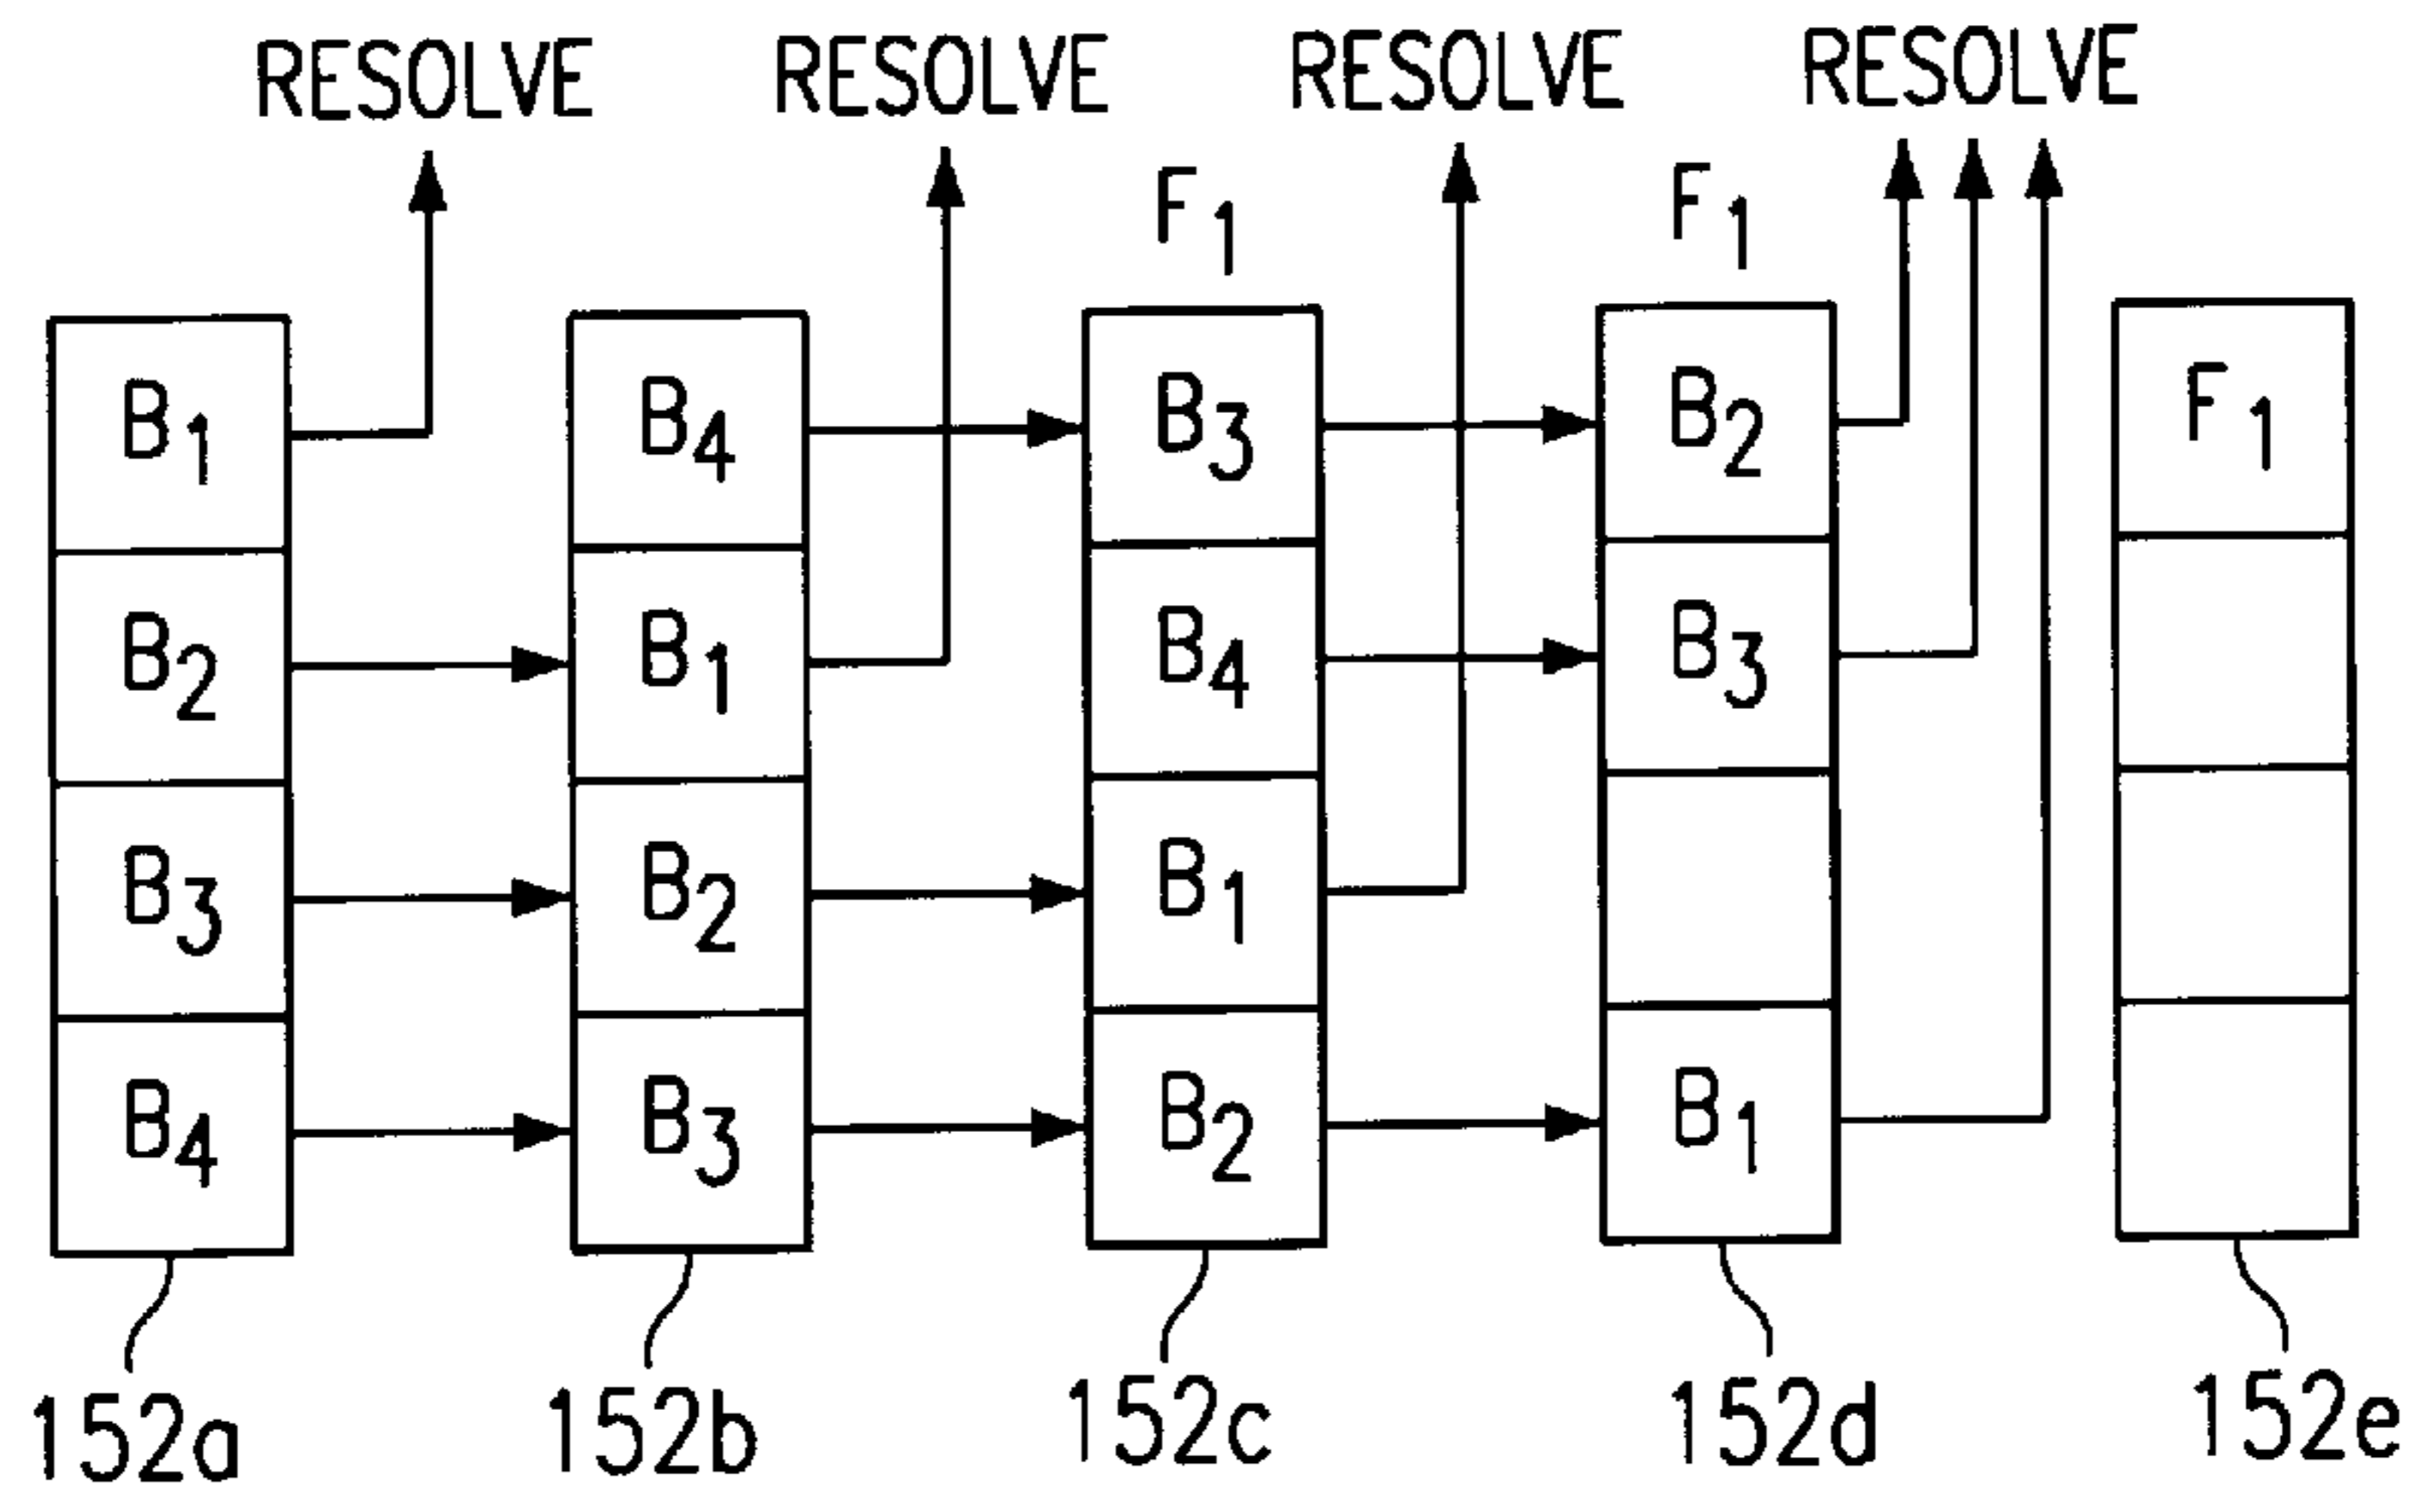 RESOLVE RESOLVE RESOLVE RESOLVE
F1 F1
B1 B4 B3 B2 F1
B2 B1 B4 B3
B3 B2 B1
B4 B3 B2 B1
152a 152b 152c 152d 152e